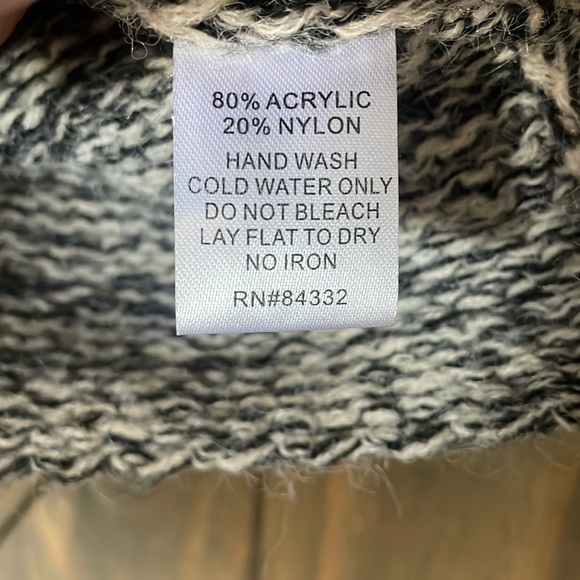 80% ACRYLIC
20% NYLON
HAND WASH
COLD WATER ONLY
DO NOT BLEACH
LAY FLAT TO DRY
NO IRON
RN#84332